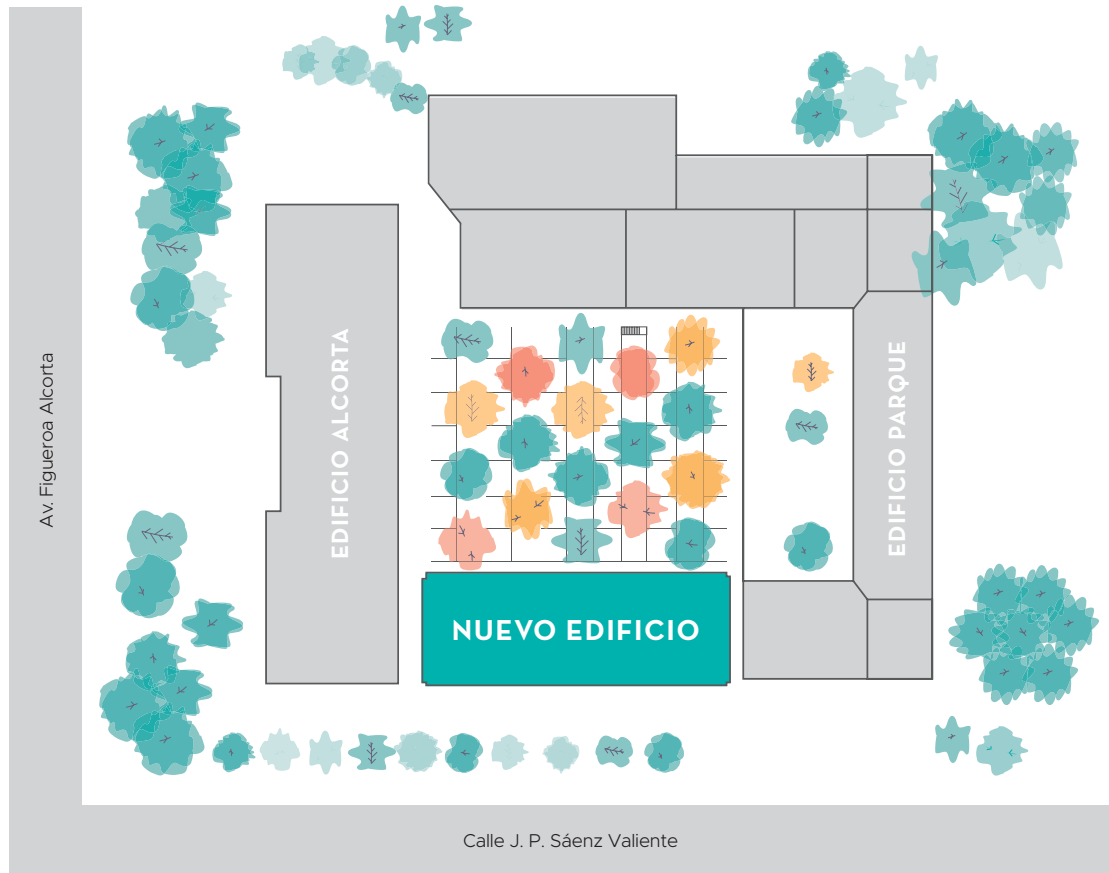 Av. Figueroa Alcorta
EDIFICIO ALCORTA
EDIFICIO PARQUE
NUEVO EDIFICIO
Calle J. P. Sáenz Valiente